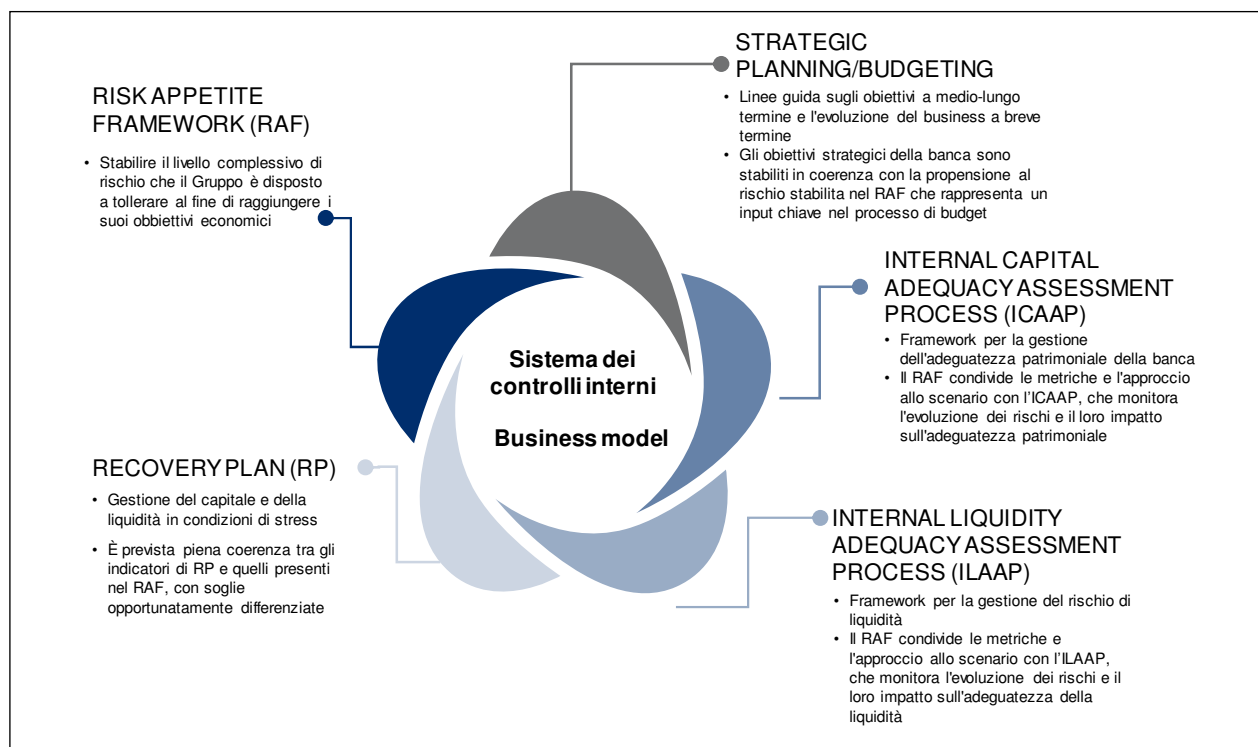 STRATEGIC
PLANNING/BUDGETING
• Linee guida sugli obiettivi a medio-lungo
termine e l'evoluzione del business a breve
termine
• Gli obiettivi strategici della banca sono
stabiliti in coerenza con la propensione al
rischio stabilita nel RAF che rappresenta un
input chiave nel processo di budget
RISK APPETITE
FRAMEWORK (RAF)
• Stabilire il livello complessivo di
rischio che il Gruppo è disposto
a tollerare al fine di raggiungere i
suoi obbiettivi economici
INTERNAL CAPITAL
ADEQUACY ASSESSMENT
PROCESS (ICAAP)
• Framework per la gestione
dell'adeguatezza patrimoniale della banca
• Il RAF condivide le metriche e l'approccio
allo scenario con l'ICAAP, che monitora
l'evoluzione dei rischi e il loro impatto
sull'adeguatezza patrimoniale
Sistema dei
controlli interni
Business model
RECOVERY PLAN (RP)
• Gestione del capitale e della
liquidità in condizioni di stress
• È prevista piena coerenza tra gli
indicatori di RP e quelli presenti
nel RAF, con soglie
opportunatamente differenziate
INTERNAL LIQUIDITY
ADEQUACY ASSESSMENT
PROCESS (ILAAP)
• Framework per la gestione del rischio di
liquidità
• Il RAF condivide le metriche e
l'approccio allo scenario con l'ILAAP,
che monitora l'evoluzione dei rischi e il
loro impatto sull'adeguatezza della
liquidità